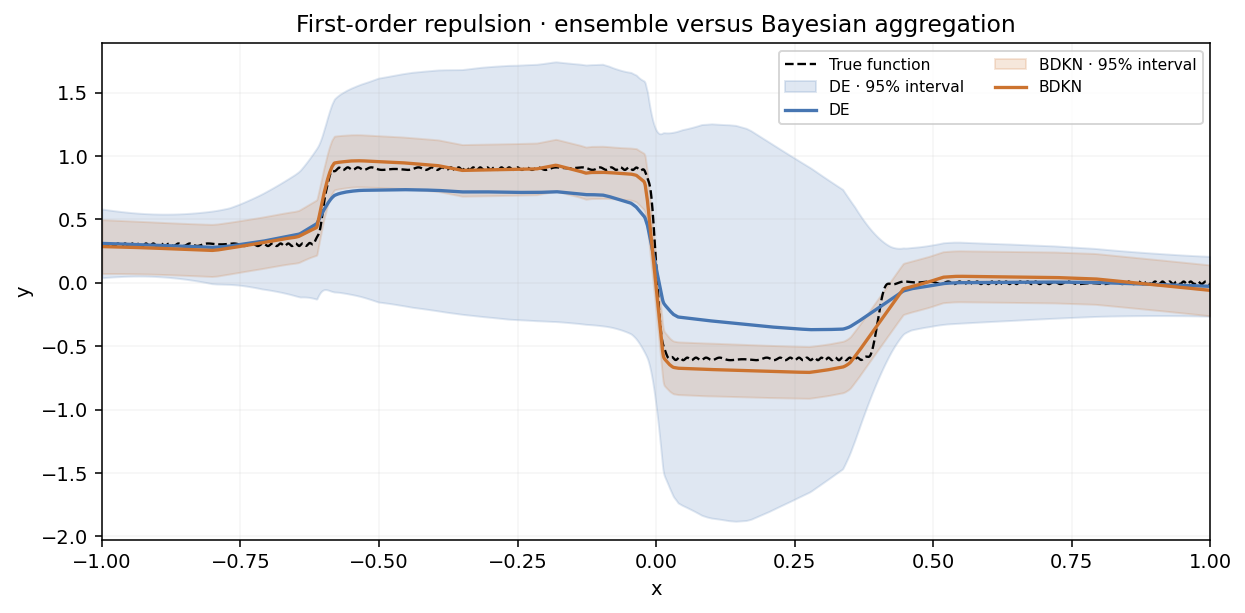 First-order repulsion · ensemble versus Bayesian aggregation
True function
DE · 95% interval
DE
BDKN · 95% interval
BDKN
y
1.5
1.0
0.5
0.0
−0.5
−1.0
−1.5
−2.0
−1.00 −0.75 −0.50 −0.25 0.00 0.25 0.50 0.75 1.00
x